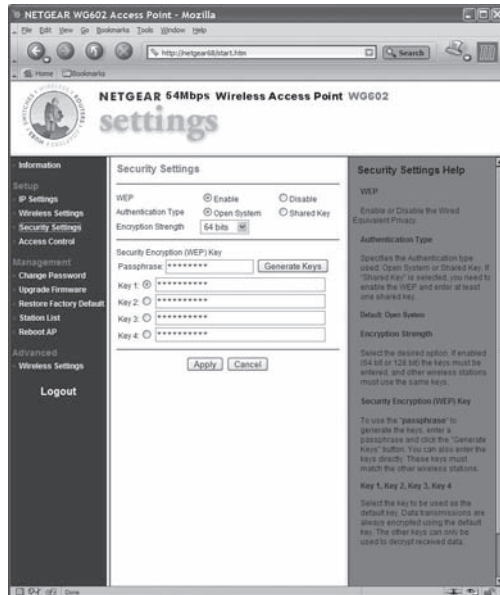 NETGEAR WG602 Access Point - Mozilla
File Edit View Go Bookmarks Tools Window Help
http://netgear68/start.htm
Search
Home Bookmarks
NETGEAR 54Mbps Wireless Access Point WG602
settings
WIRELESS ROUTERS HUBS SWITCHES
Information
Setup
IP Settings
Wireless Settings
Security Settings
Access Control
Management
Change Password
Upgrade Firmware
Restore Factory Default
Station List
Reboot AP
Advanced
Wireless Settings
Logout
Security Settings
WEP Enable Disable
Authentication Type Open System Shared Key
Encryption Strength 64 bits
Security Encryption (WEP) Key
Passphrase: ******** Generate Keys
Key 1: **********
Key 2: **********
Key 3: **********
Key 4: **********
Apply Cancel
Security Settings Help
WEP
Enable or Disable the Wired
Equivalent Privacy.
Authentication Type
Specifies the Authentication type
used: Open System or Shared Key. If
"Shared Key" is selected, you need to
enable the WEP and enter at least
one shared key.
Default: Open System
Encryption Strength
Select the desired option. If enabled
(64 bit or 128 bit) the keys must be
entered, and other wireless stations
must use the same keys.
Security Encryption (WEP) Key
To use the "passphrase" to
generate the keys, enter a
passphrase and click the "Generate
Keys" button. You can also enter the
keys directly. These keys must
match the other wireless stations.
Key 1, Key 2, Key 3, Key 4
Select the key to be used as the
default key. Data transmissions are
always encrypted using the default
key. The other keys can only be
used to decrypt received data.
Done